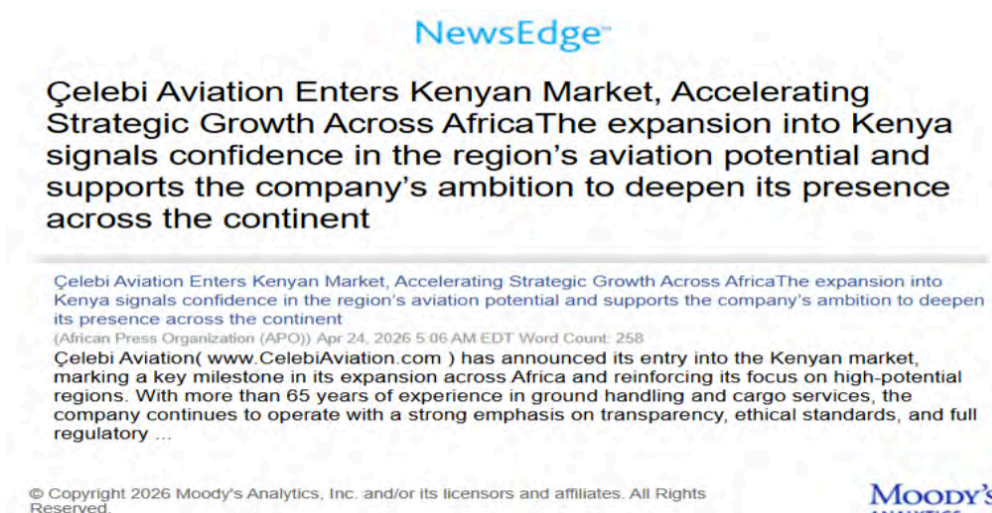 NewsEdge™
Çelebi Aviation Enters Kenyan Market, Accelerating
Strategic Growth Across AfricaThe expansion into Kenya
signals confidence in the region's aviation potential and
supports the company's ambition to deepen its presence
across the continent
Çelebi Aviation Enters Kenyan Market, Accelerating Strategic Growth Across AfricaThe expansion into
Kenya signals confidence in the region's aviation potential and supports the company's ambition to deepen
its presence across the continent
(African Press Organization (APO)) Apr 24, 2026 5:06 AM EDT Word Count: 258
Çelebi Aviation( www.CelebiAviation.com ) has announced its entry into the Kenyan market,
marking a key milestone in its expansion across Africa and reinforcing its focus on high-potential
regions. With more than 65 years of experience in ground handling and cargo services, the
company continues to operate with a strong emphasis on transparency, ethical standards, and full
regulatory ...
© Copyright 2026 Moody's Analytics, Inc. and/or its licensors and affiliates. All Rights
Reserved.
MOODY'S
ANALYTICS